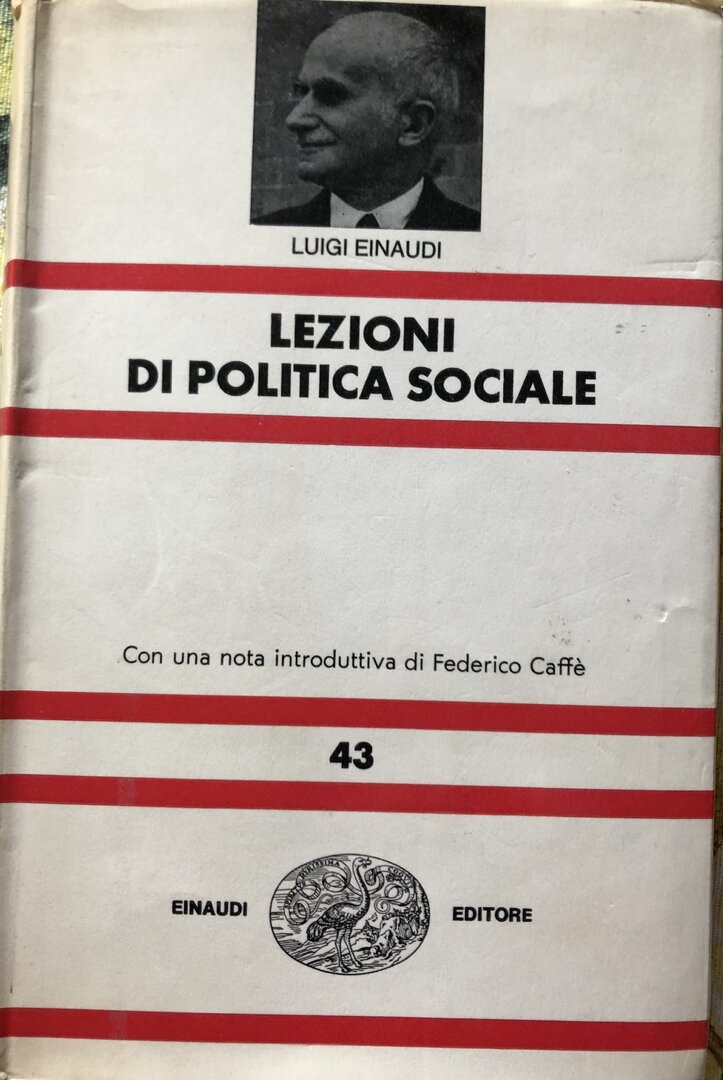 LUIGI EINAUDI
LEZIONI
DI POLITICA SOCIALE
Con una nota introduttiva di Federico Caffè
43
EINAUDI
EDITORE